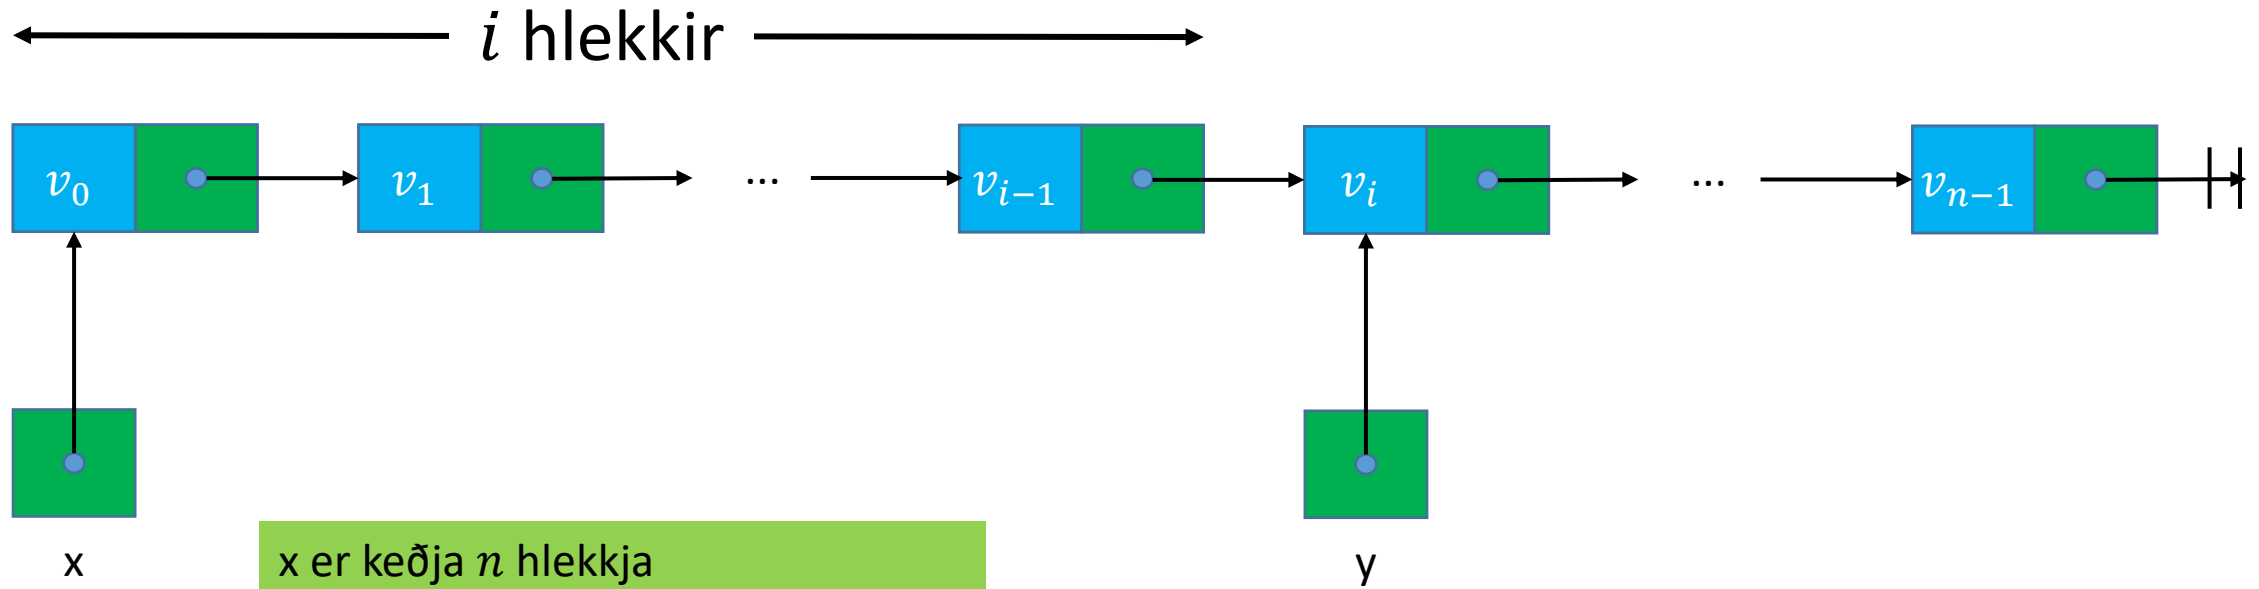 i hlekkir
v₀ v₁ ... vᵢ₋₁ vᵢ ... vₙ₋₁
x y
x er keðja n hlekkja